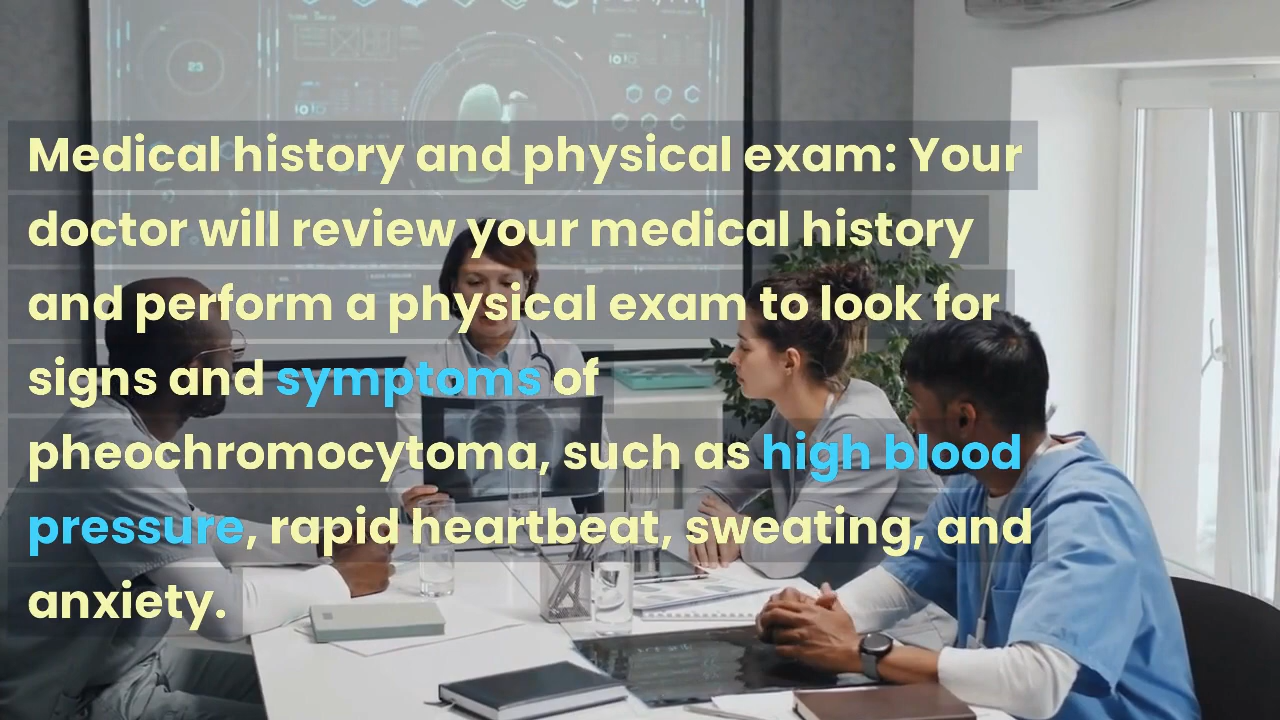 23
Medical history and physical exam: Your
doctor will review your medical history
and perform a physical exam to look for
signs and symptoms of
pheochromocytoma, such as high blood
pressure, rapid heartbeat, sweating, and
anxiety.